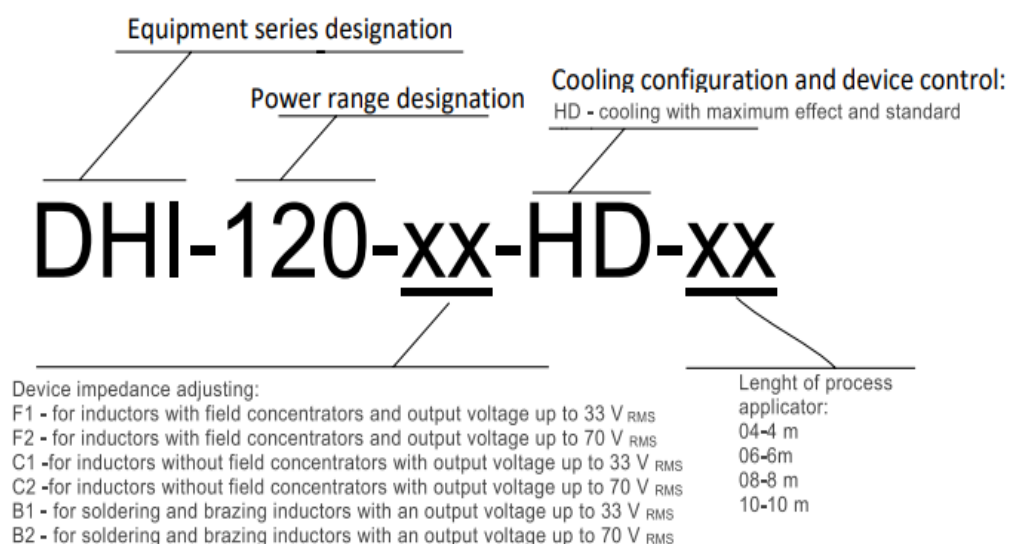 Equipment series designation
Power range designation
Cooling configuration and device control:
HD - cooling with maximum effect and standard
DHI-120-xx-HD-xx
Device impedance adjusting:
F1 - for inductors with field concentrators and output voltage up to 33 V RMS
F2 - for inductors with field concentrators and output voltage up to 70 V RMS
C1 -for inductors without field concentrators with output voltage up to 33 V RMS
C2 -for inductors without field concentrators with output voltage up to 70 V RMS
B1 - for soldering and brazing inductors with an output voltage up to 33 V RMS
B2 - for soldering and brazing inductors with an output voltage up to 70 V RMS
Lenght of process
applicator:
04-4 m
06-6m
08-8 m
10-10 m